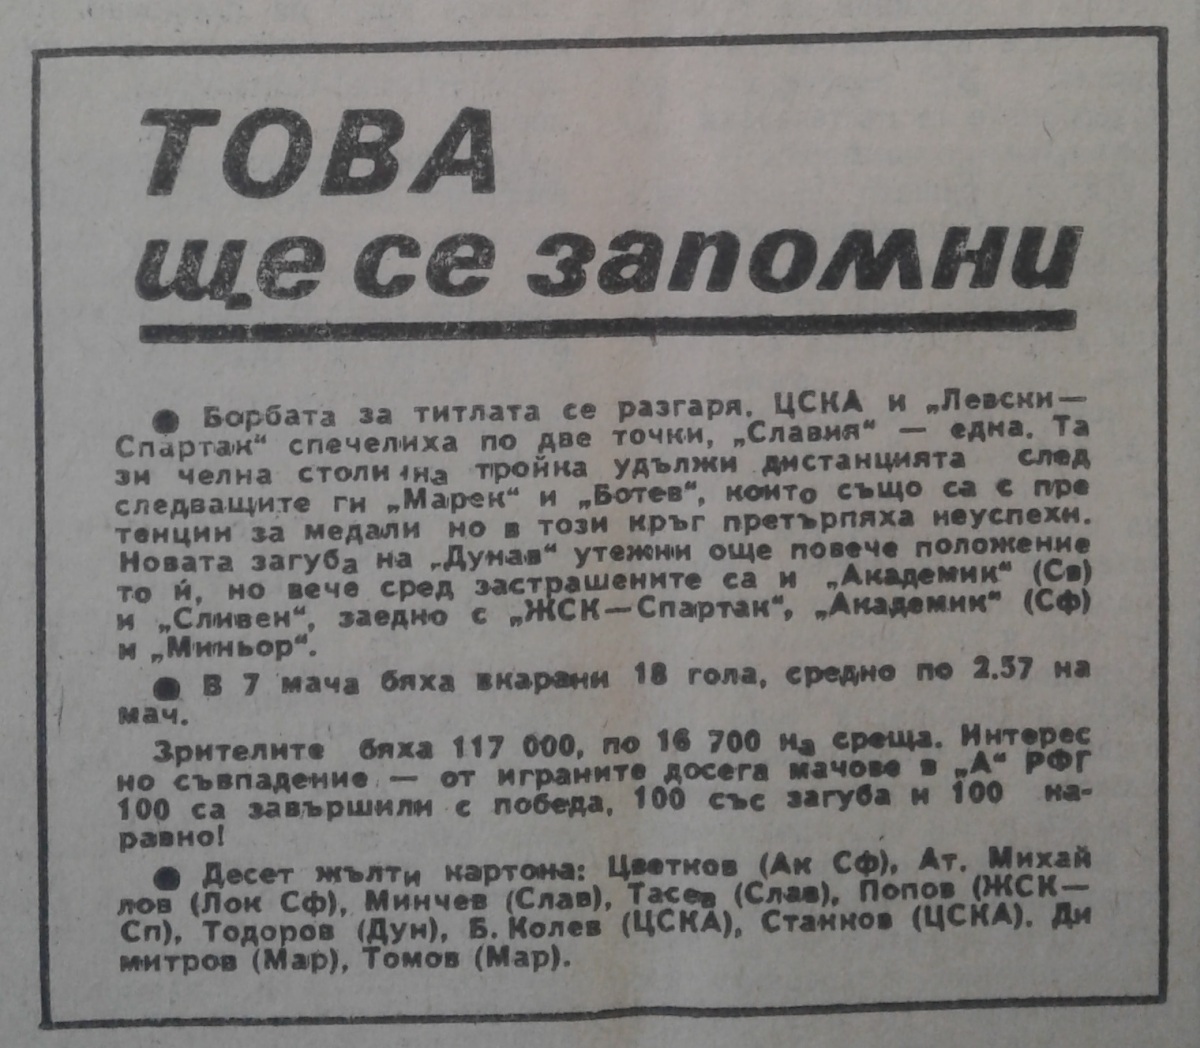 ТОВА
ще се запомни
● Борбата за титлата се разгаря. ЦСКА и „Левски—
Спартак“ спечелиха по две точки, „Славия“ — една. Та
зи челна столична тройка удължи дистанцията след
следващите ги „Марек“ и „Ботев“, които също са с пре
тенции за медали но в този кръг претърпяха неуспехи.
Новата загуба на „Дунав“ утежни още повече положение
то ѝ, но вече сред застрашените са и „Академик“ (Св)
и „Сливен“, заедно с „ЖСК—Спартак“, „Академик“ (Сф)
и „Миньор“.
● В 7 мача бяха вкарани 18 гола, средно по 2.57 на
мач.
Зрителите бяха 117 000, по 16 700 на среща. Интерес
но съвпадение — от играните досега мачове в „А“ РФГ
100 са завършили с победа, 100 със загуба и 100 на-
равно!
● Десет жълти картона: Цветков (Ак Сф), Ат. Михай
лов (Лок Сф), Минчев (Слав), Тасев (Слав), Попов (ЖСК—
Сп), Тодоров (Дун), Б. Колев (ЦСКА), Станков (ЦСКА). Ди
митров (Мар), Томов (Мар).